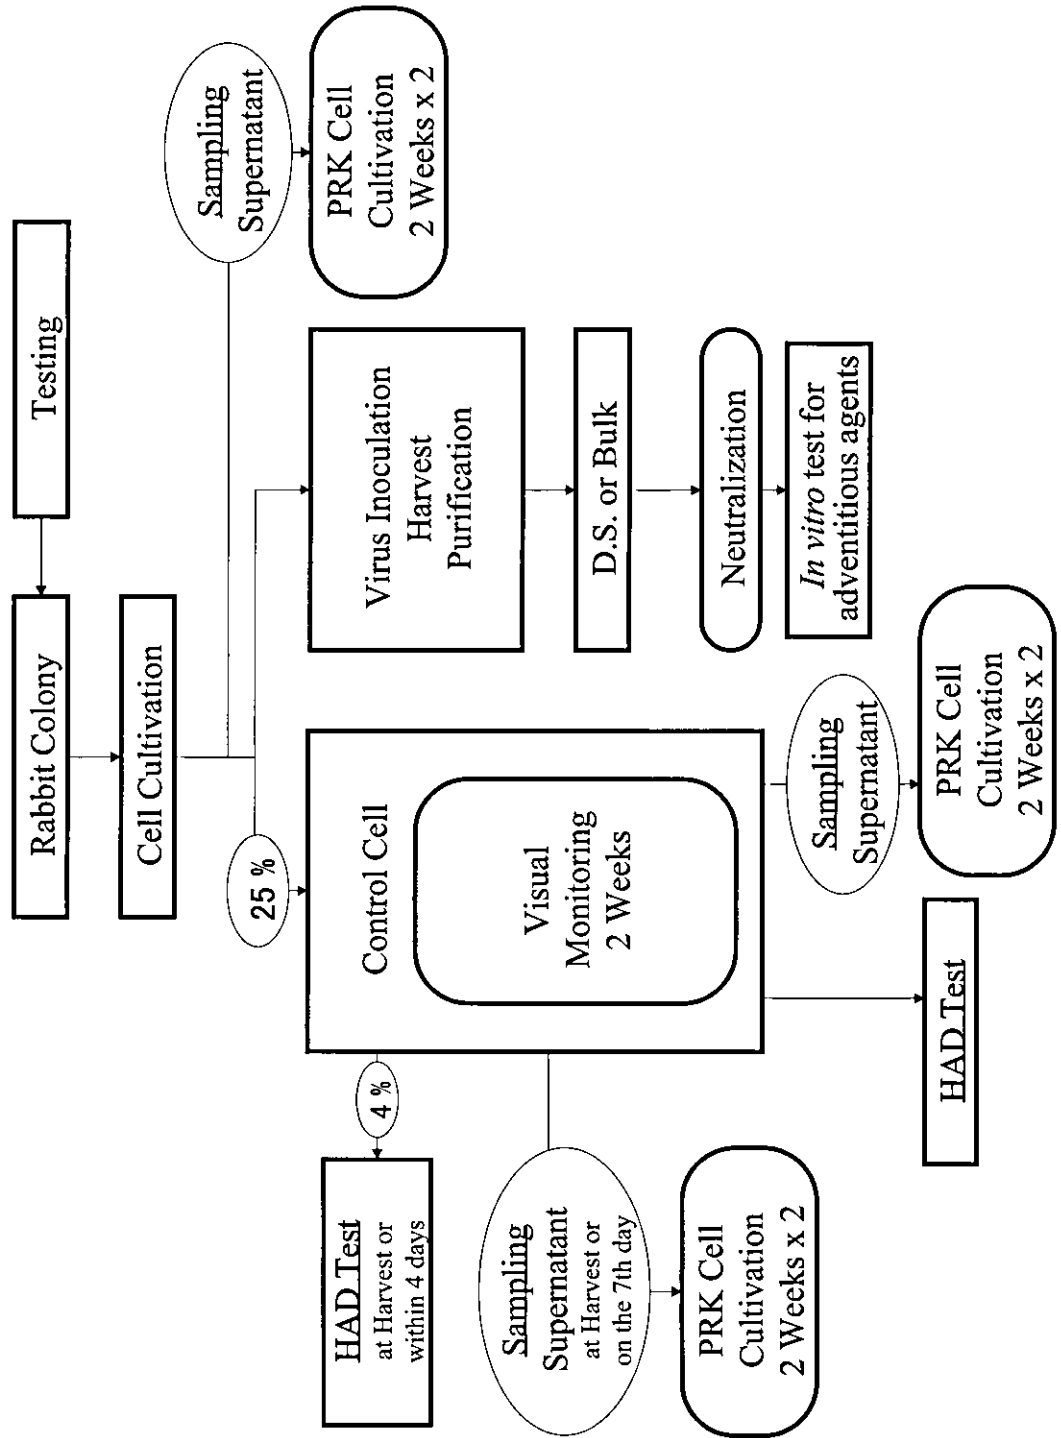 Testing
Rabbit Colony
Cell Cultivation
Sampling
Supernatant
PRK Cell
Cultivation
2 Weeks x 2
25 %
Control Cell
Visual
Monitoring
2 Weeks
Virus Inoculation
Harvest
Purification
D.S. or Bulk
Neutralization
In vitro test for
adventitious agents
4 %
HAD Test
at Harvest or
within 4 days
Sampling
Supernatant
at Harvest or
on the 7th day
PRK Cell
Cultivation
2 Weeks x 2
HAD Test
Sampling
Supernatant
PRK Cell
Cultivation
2 Weeks x 2